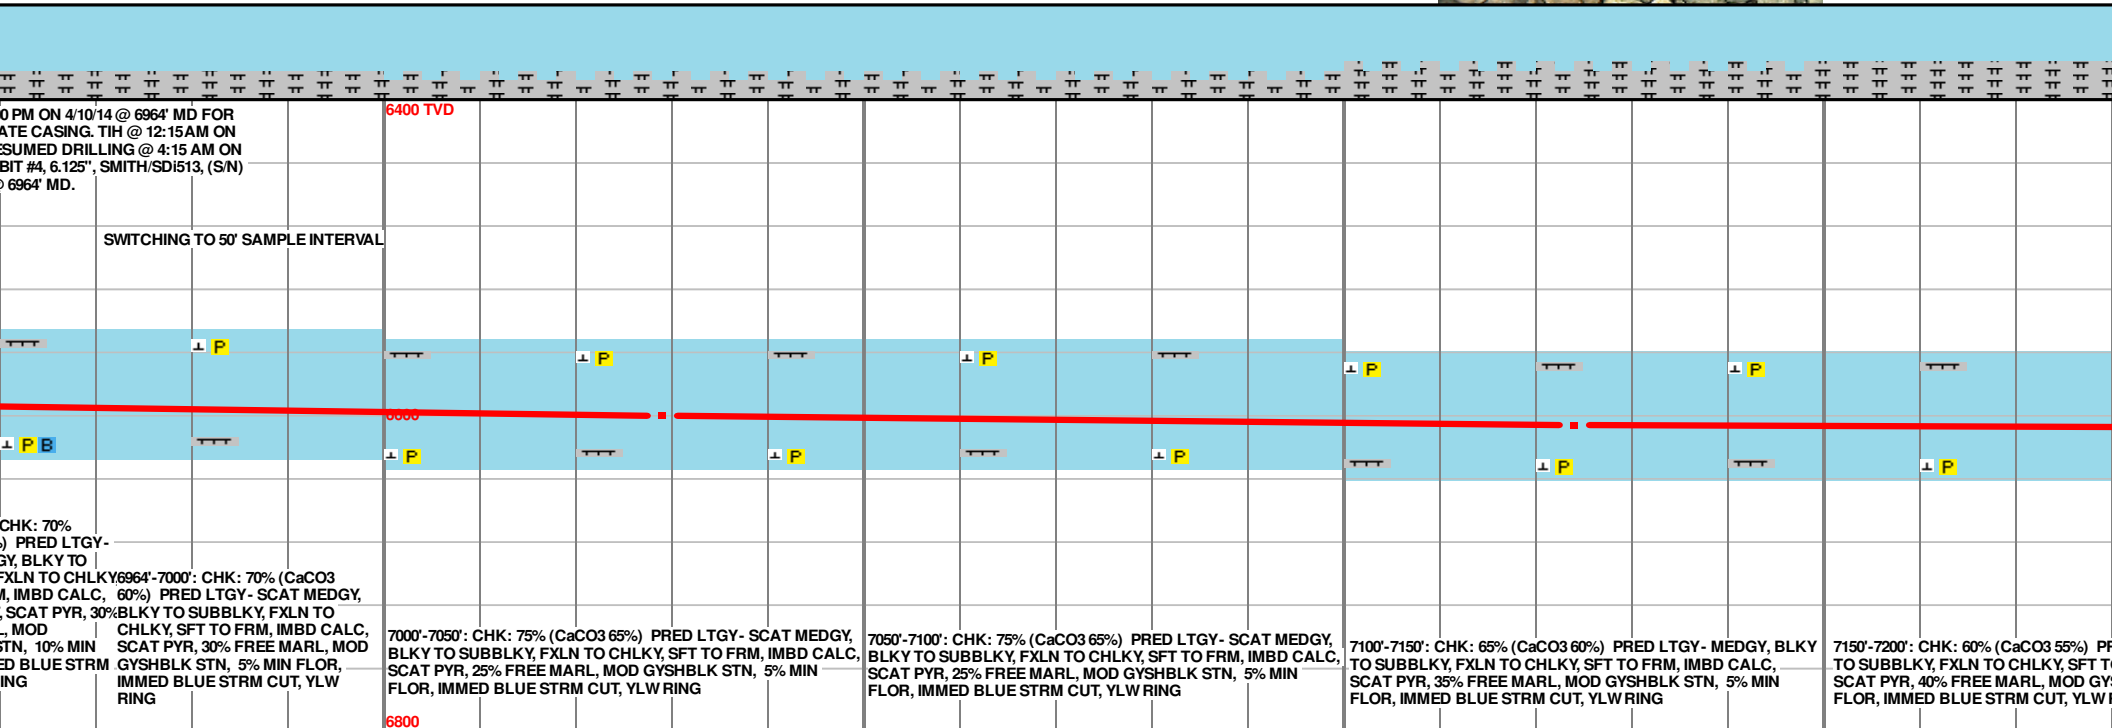 0 PM ON 4/10/14 @ 6964' MD FOR
ATE CASING. TIH @ 12:15AM ON
ESUMED DRILLING @ 4:15 AM ON
BIT #4, 6.125", SMITH/SDi513, (S/N)
@ 6964' MD.
6400 TVD
SWITCHING TO 50' SAMPLE INTERVAL
P
P
P
P
P
6600
P B
P
P
P
P
P
CHK: 70%
) PRED LTGY-
GY, BLKY TO
FXLN TO CHLKY,
M, IMBD CALC,
, SCAT PYR, 30%
L, MOD
STN, 10% MIN
ED BLUE STRM
ING
6964'-7000': CHK: 70% (CaCO3
60%) PRED LTGY- SCAT MEDGY,
BLKY TO SUBBLKY, FXLN TO
CHLKY, SFT TO FRM, IMBD CALC,
SCAT PYR, 30% FREE MARL, MOD
GYSHBLK STN, 5% MIN FLOR,
IMMED BLUE STRM CUT, YLW
RING
7000'-7050': CHK: 75% (CaCO3 65%) PRED LTGY- SCAT MEDGY,
BLKY TO SUBBLKY, FXLN TO CHLKY, SFT TO FRM, IMBD CALC,
SCAT PYR, 25% FREE MARL, MOD GYSHBLK STN, 5% MIN
FLOR, IMMED BLUE STRM CUT, YLW RING
7050'-7100': CHK: 75% (CaCO3 65%) PRED LTGY- SCAT MEDGY,
BLKY TO SUBBLKY, FXLN TO CHLKY, SFT TO FRM, IMBD CALC,
SCAT PYR, 25% FREE MARL, MOD GYSHBLK STN, 5% MIN
FLOR, IMMED BLUE STRM CUT, YLW RING
7100'-7150': CHK: 65% (CaCO3 60%) PRED LTGY- MEDGY, BLKY
TO SUBBLKY, FXLN TO CHLKY, SFT TO FRM, IMBD CALC,
SCAT PYR, 35% FREE MARL, MOD GYSHBLK STN, 5% MIN
FLOR, IMMED BLUE STRM CUT, YLW RING
7150'-7200': CHK: 60% (CaCO3 55%) PR
TO SUBBLKY, FXLN TO CHLKY, SFT T
SCAT PYR, 40% FREE MARL, MOD GY
FLOR, IMMED BLUE STRM CUT, YLW
6800